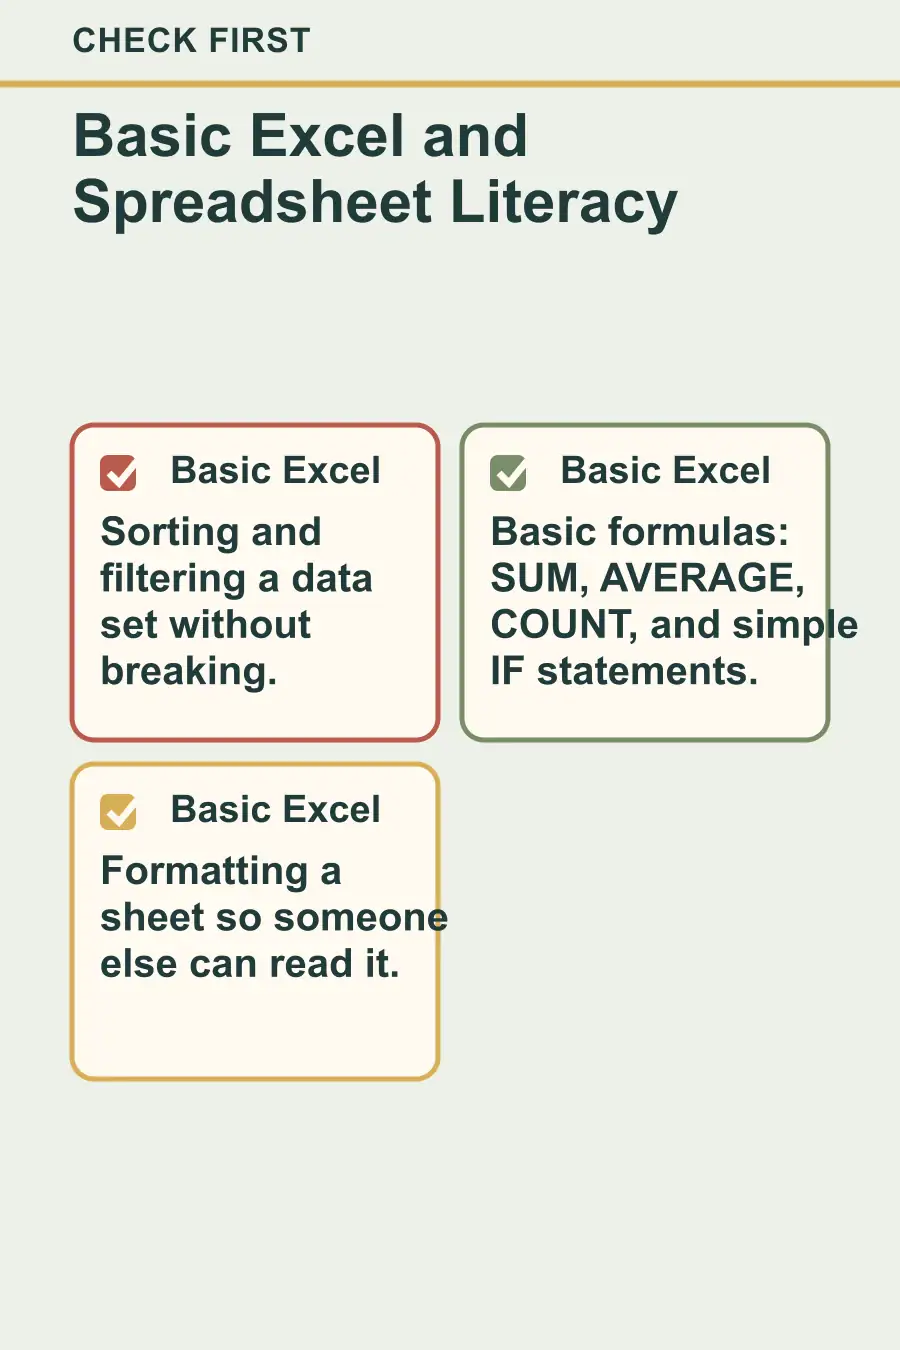 CHECK FIRST
Basic Excel and
Spreadsheet Literacy
Basic Excel
Sorting and
filtering a data
set without
breaking.
Basic Excel
Basic formulas:
SUM, AVERAGE,
COUNT, and simple
IF statements.
Basic Excel
Formatting a
sheet so someone
else can read it.